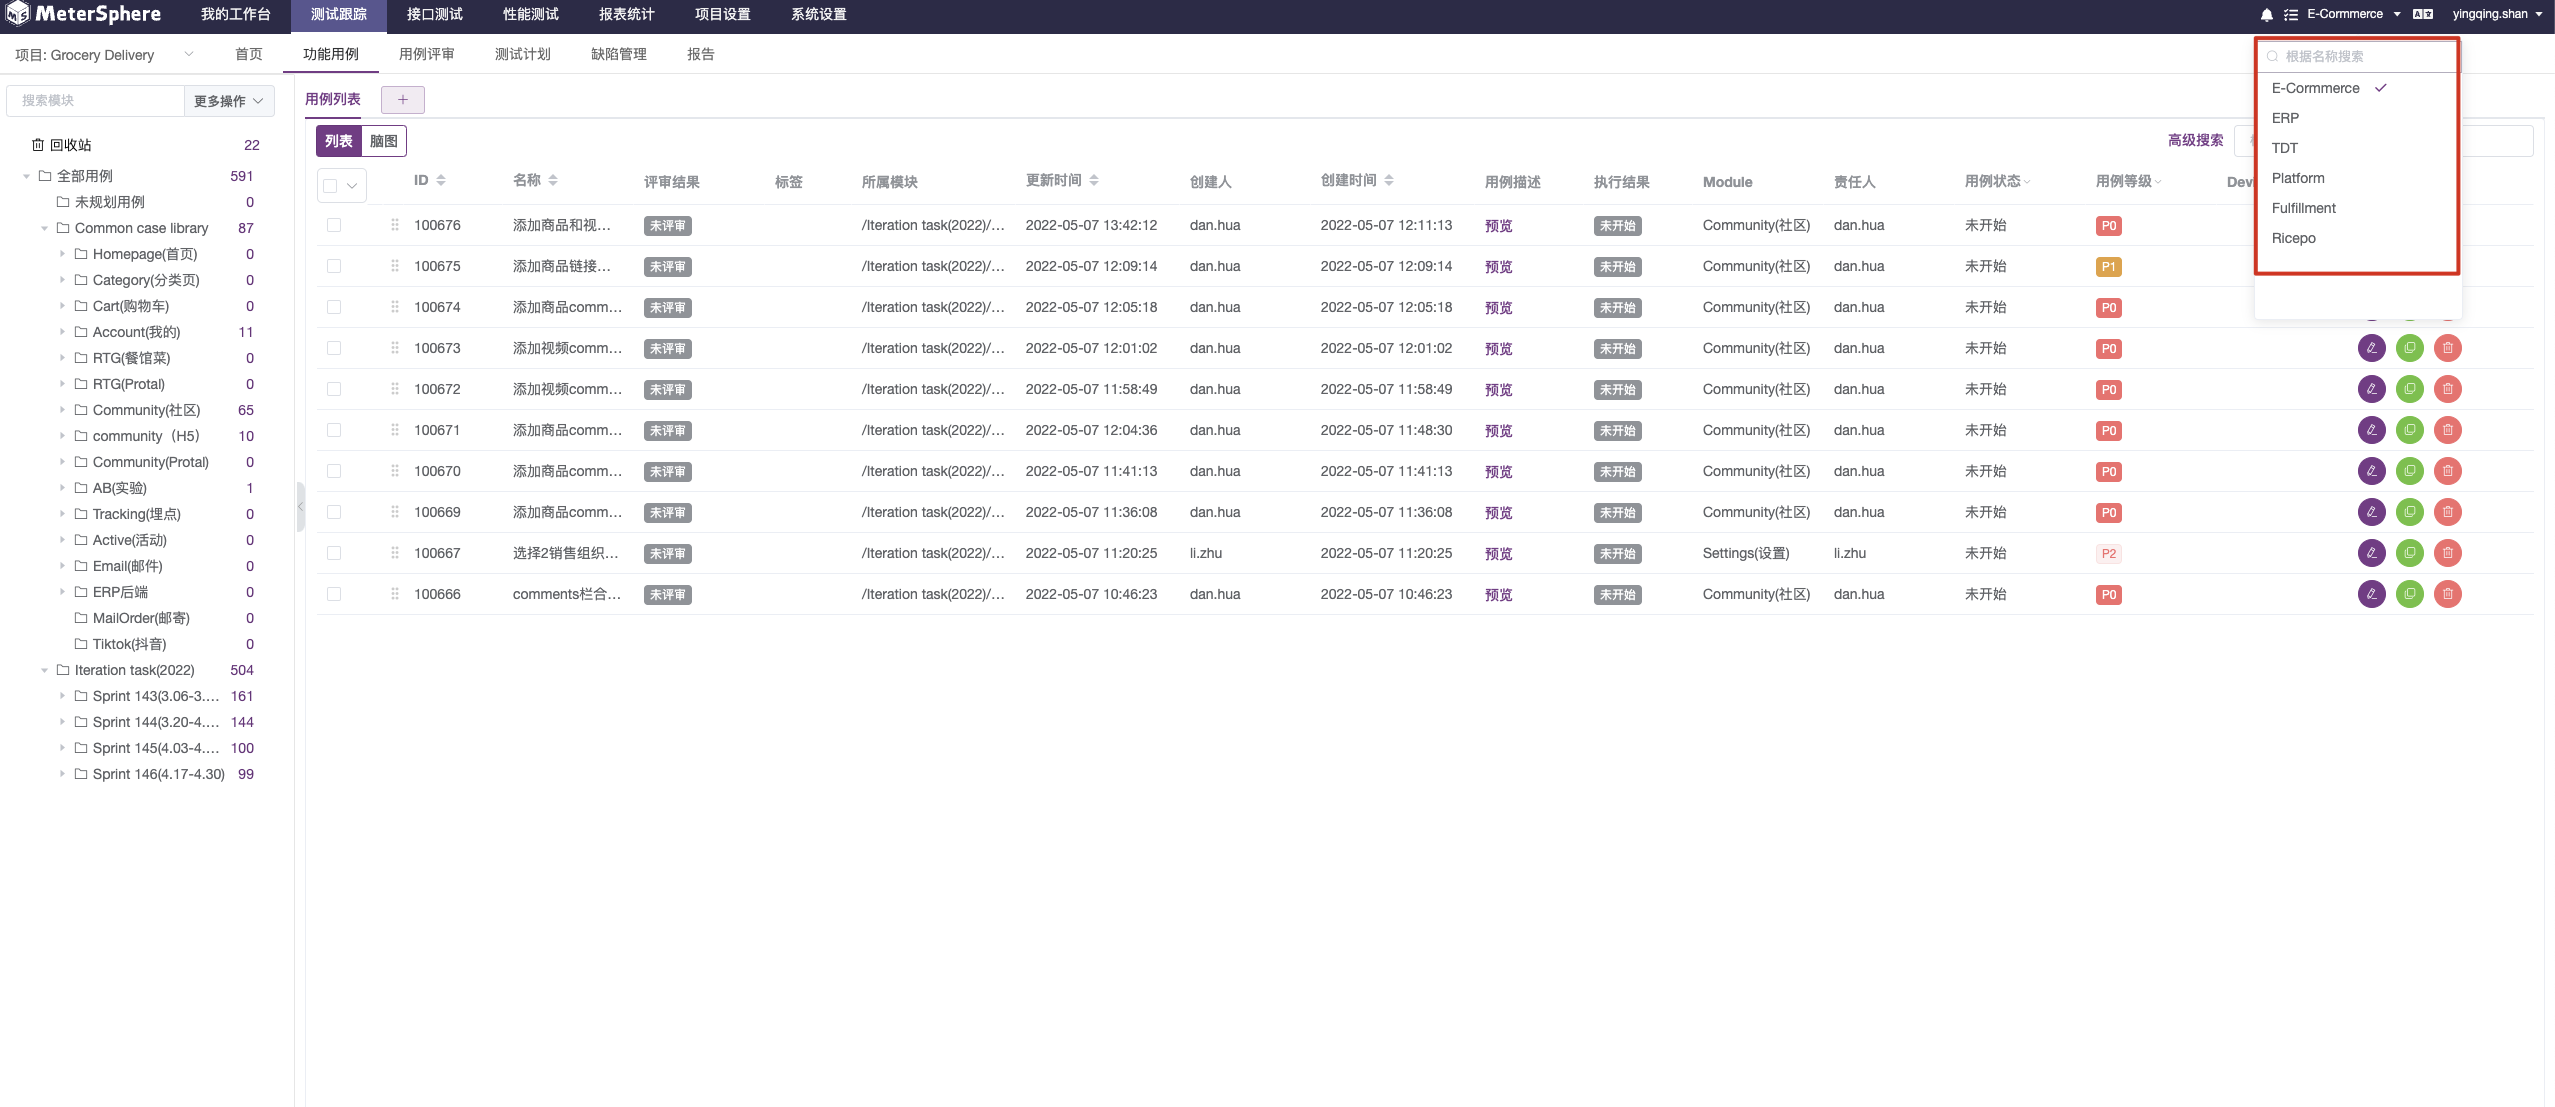 MeterSphere 我的工作台 测试跟踪 接口测试 性能测试 报表统计 项目设置 系统设置 E-Cormmerce yingqing.shan
项目: Grocery Delivery 首页 功能用例 用例评审 测试计划 缺陷管理 报告
根据名称搜索
E-Cormmerce
ERP
TDT
Platform
Fulfillment
Ricepo
搜索模块 更多操作
回收站 22
全部用例 591
未规划用例 0
Common case library 87
Homepage(首页) 0
Category(分类页) 0
Cart(购物车) 0
Account(我的) 11
RTG(餐馆菜) 0
RTG(Protal) 0
Community(社区) 65
community（H5） 10
Community(Protal) 0
AB(实验) 1
Tracking(埋点) 0
Active(活动) 0
Email(邮件) 0
ERP后端 0
MailOrder(邮寄) 0
Tiktok(抖音) 0
Iteration task(2022) 504
Sprint 143(3.06-3.... 161
Sprint 144(3.20-4.... 144
Sprint 145(4.03-4.... 100
Sprint 146(4.17-4.30) 99
用例列表 +
列表 脑图 高级搜索
ID 名称 评审结果 标签 所属模块 更新时间 创建人 创建时间 用例描述 执行结果 Module 责任人 用例状态 用例等级
100676 添加商品和视... 未评审 /Iteration task(2022)/... 2022-05-07 13:42:12 dan.hua 2022-05-07 12:11:13 预览 未开始 Community(社区) dan.hua 未开始 P0
100675 添加商品链接... 未评审 /Iteration task(2022)/... 2022-05-07 12:09:14 dan.hua 2022-05-07 12:09:14 预览 未开始 Community(社区) dan.hua 未开始 P1
100674 添加商品comm... 未评审 /Iteration task(2022)/... 2022-05-07 12:05:18 dan.hua 2022-05-07 12:05:18 预览 未开始 Community(社区) dan.hua 未开始 P0
100673 添加视频comm... 未评审 /Iteration task(2022)/... 2022-05-07 12:01:02 dan.hua 2022-05-07 12:01:02 预览 未开始 Community(社区) dan.hua 未开始 P0
100672 添加视频comm... 未评审 /Iteration task(2022)/... 2022-05-07 11:58:49 dan.hua 2022-05-07 11:58:49 预览 未开始 Community(社区) dan.hua 未开始 P0
100671 添加商品comm... 未评审 /Iteration task(2022)/... 2022-05-07 12:04:36 dan.hua 2022-05-07 11:48:30 预览 未开始 Community(社区) dan.hua 未开始 P0
100670 添加商品comm... 未评审 /Iteration task(2022)/... 2022-05-07 11:41:13 dan.hua 2022-05-07 11:41:13 预览 未开始 Community(社区) dan.hua 未开始 P0
100669 添加商品comm... 未评审 /Iteration task(2022)/... 2022-05-07 11:36:08 dan.hua 2022-05-07 11:36:08 预览 未开始 Community(社区) dan.hua 未开始 P0
100667 选择2销售组织... 未评审 /Iteration task(2022)/... 2022-05-07 11:20:25 li.zhu 2022-05-07 11:20:25 预览 未开始 Settings(设置) li.zhu 未开始 P2
100666 comments栏合... 未评审 /Iteration task(2022)/... 2022-05-07 10:46:23 dan.hua 2022-05-07 10:46:23 预览 未开始 Community(社区) dan.hua 未开始 P0